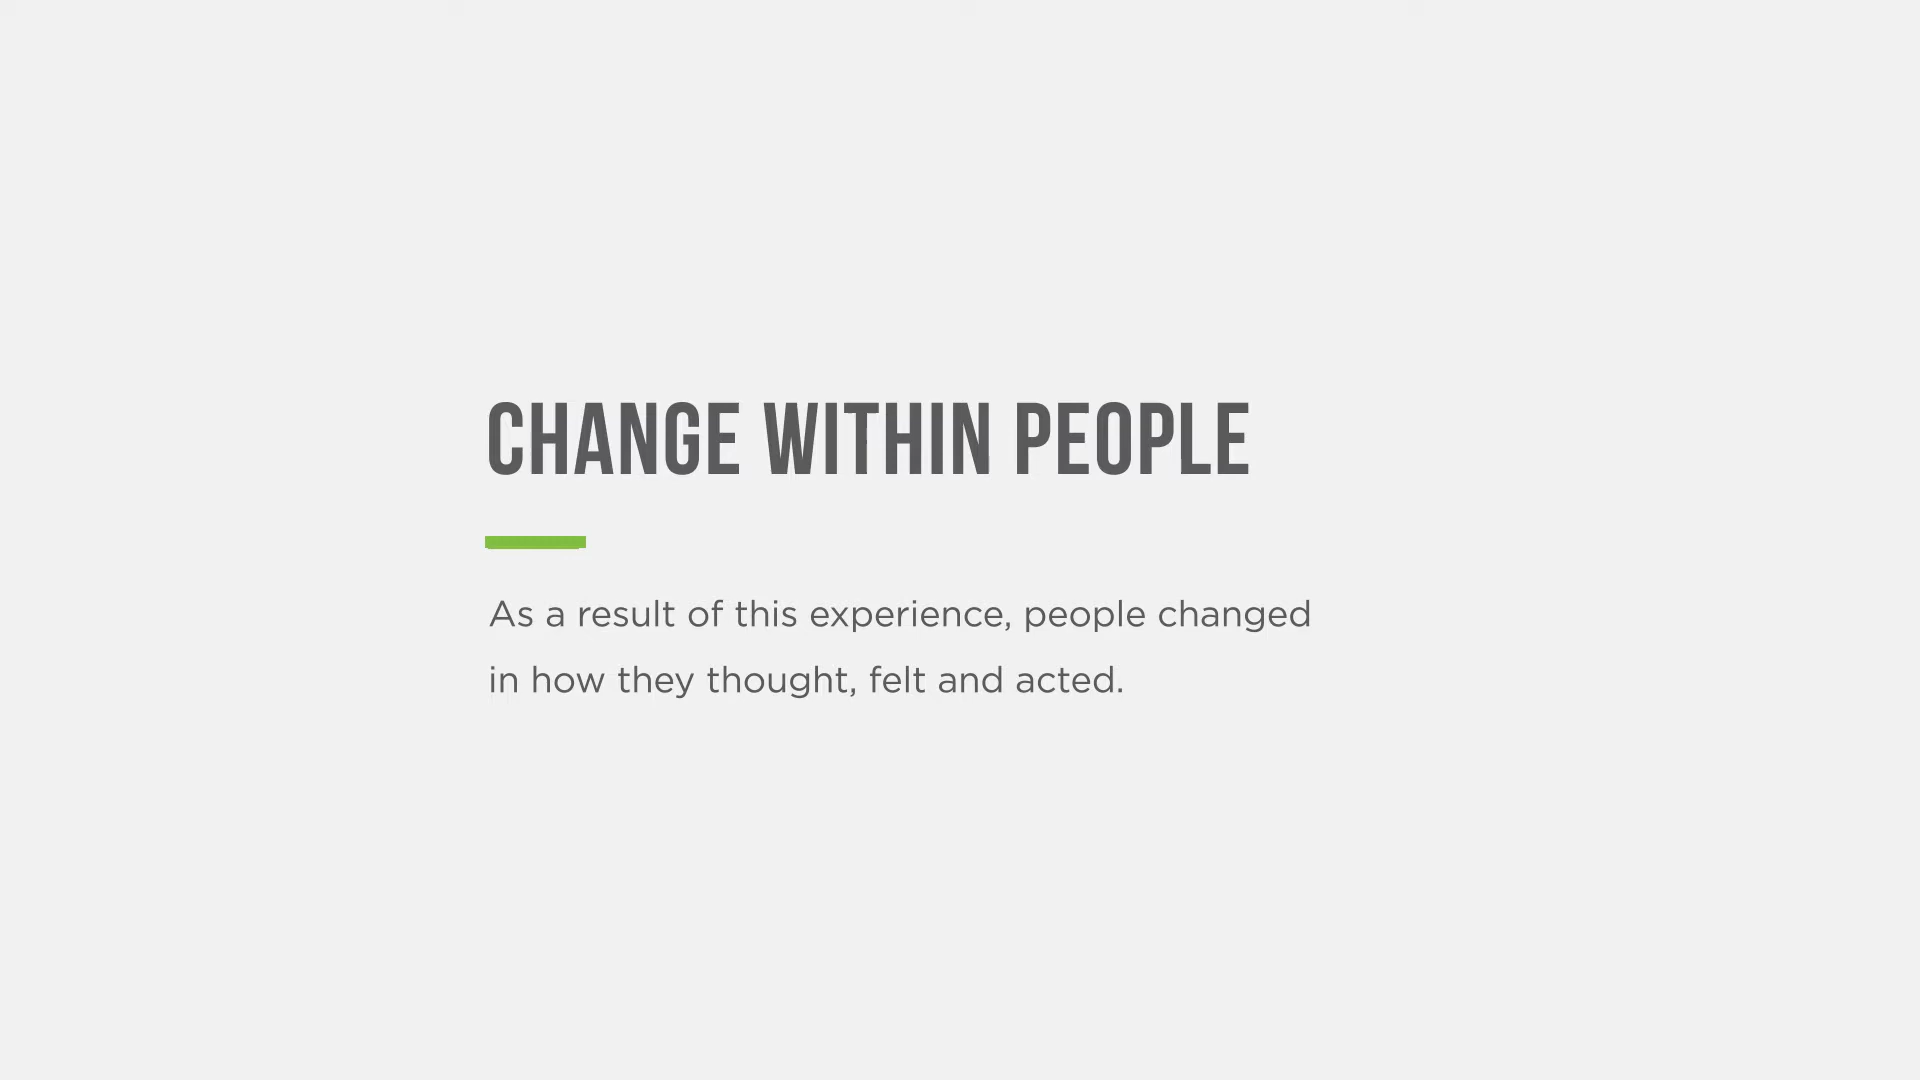 CHANGE WITHIN PEOPLE
As a result of this experience, people changed
in how they thought, felt and acted.